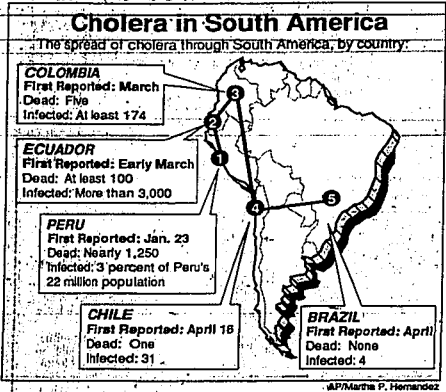 Cholera in South America
The spread of cholera through South America, by country:
COLOMBIA
First Reported: March
Dead: Five
Infected: At least 174
ECUADOR
First Reported: Early March
Dead: At least 100
Infected: More than 3,000
PERU
First Reported: Jan. 23
Dead: Nearly 1,250
Infected: 3 percent of Peru's
22 million population
CHILE
First Reported: April 16
Dead: One
Infected: 31
BRAZIL
First Reported: April
Dead: None
Infected: 4
3
2
1
4
5
AP/Martha P. Hernandez